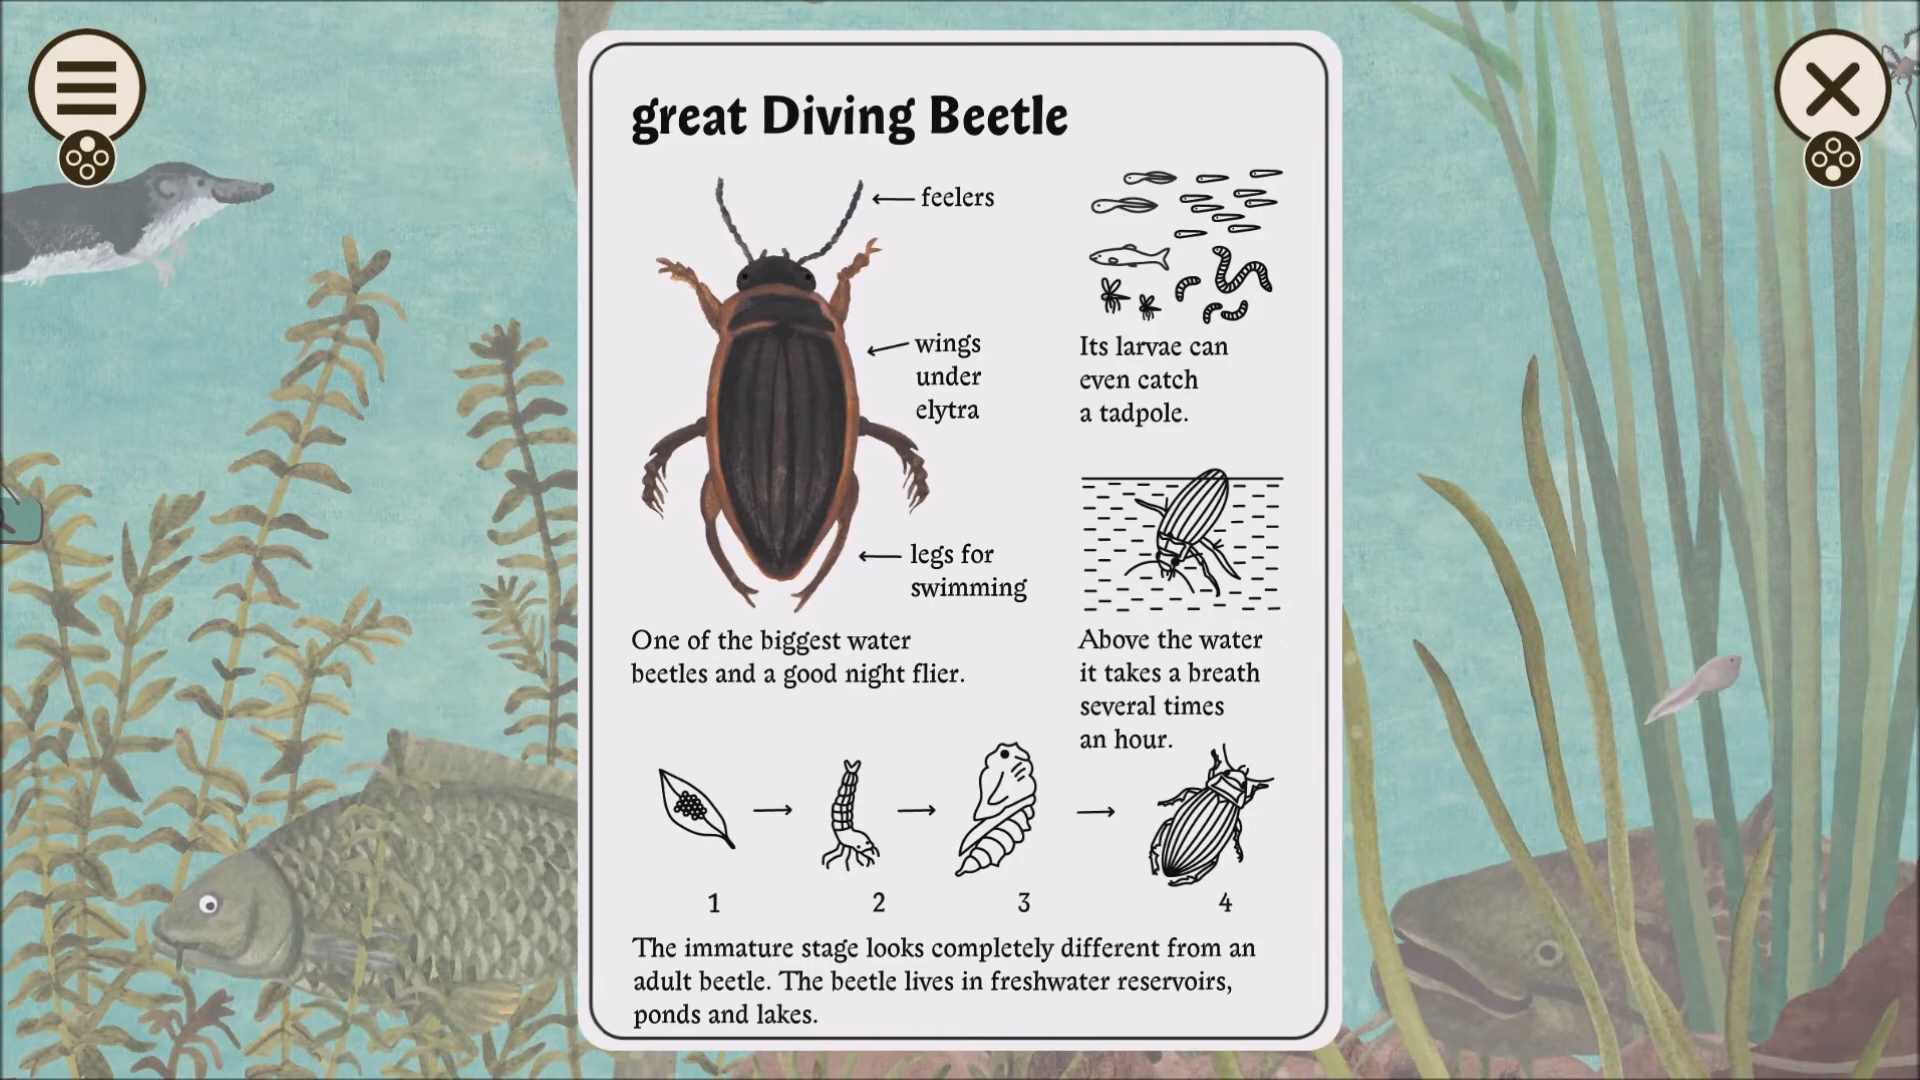 great Diving Beetle
feelers
wings
under
elytra
legs for
swimming
One of the biggest water
beetles and a good night flier.
Its larvae can
even catch
a tadpole.
Above the water
it takes a breath
several times
an hour.
1
2
3
4
The immature stage looks completely different from an
adult beetle. The beetle lives in freshwater reservoirs,
ponds and lakes.